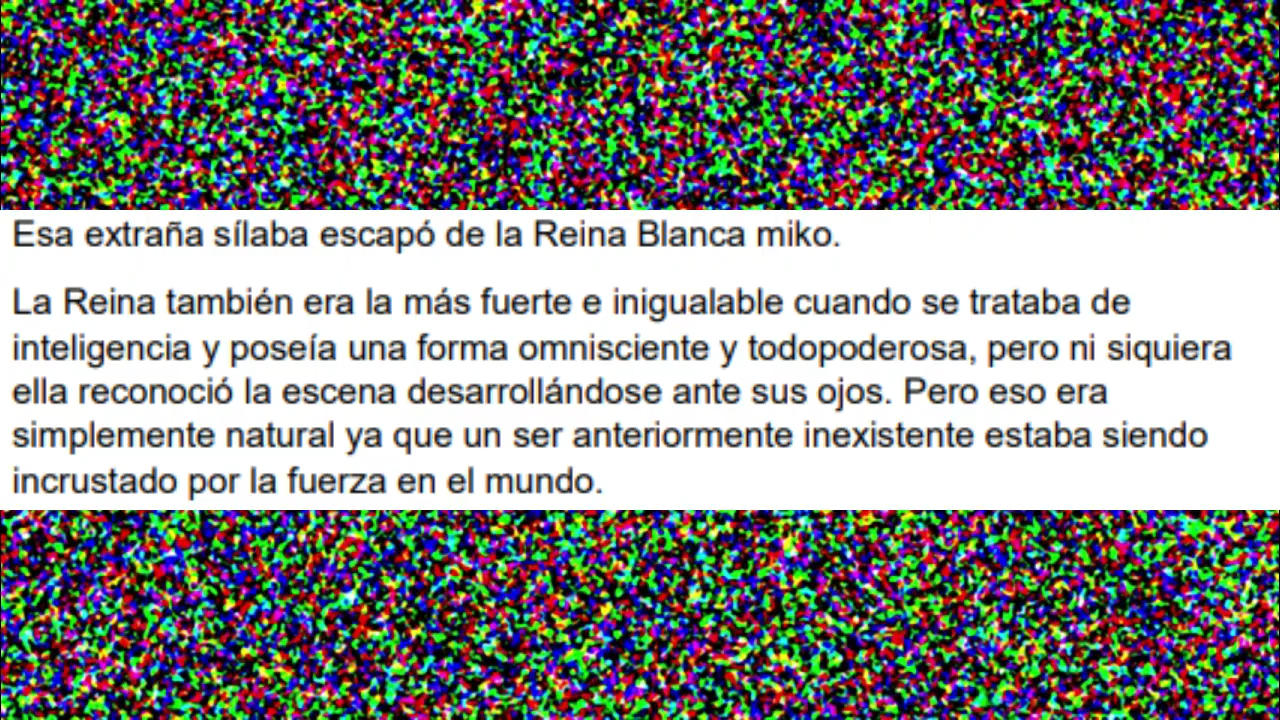 Esa extraña sílaba escapó de la Reina Blanca miko.
La Reina también era la más fuerte e inigualable cuando se trataba de
inteligencia y poseía una forma omnisciente y todopoderosa, pero ni siquiera
ella reconoció la escena desarrollándose ante sus ojos. Pero eso era
simplemente natural ya que un ser anteriormente inexistente estaba siendo
incrustado por la fuerza en el mundo.